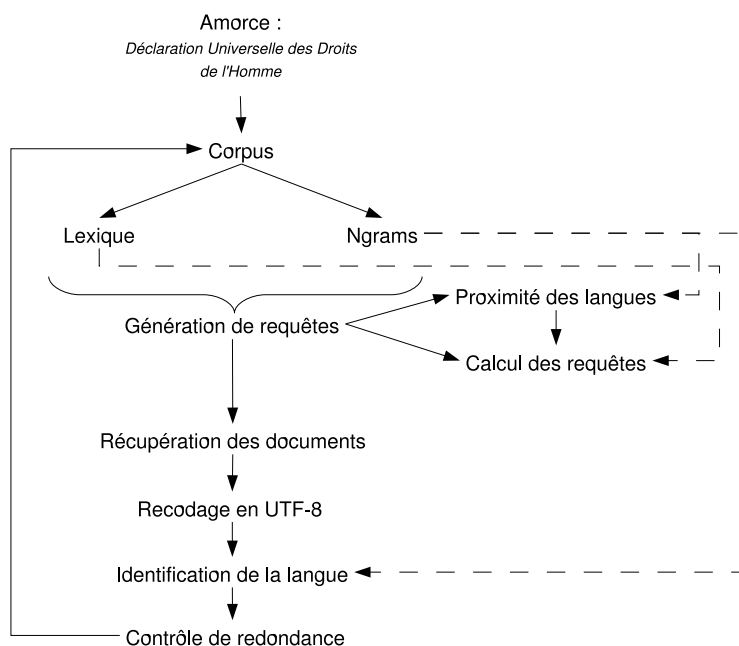 Amorce :
Déclaration Universelle des Droits
de l'Homme
Corpus
Lexique
Ngrams
Proximité des langues
Génération de requêtes
Calcul des requêtes
Récupération des documents
Recodage en UTF-8
Identification de la langue
Contrôle de redondance